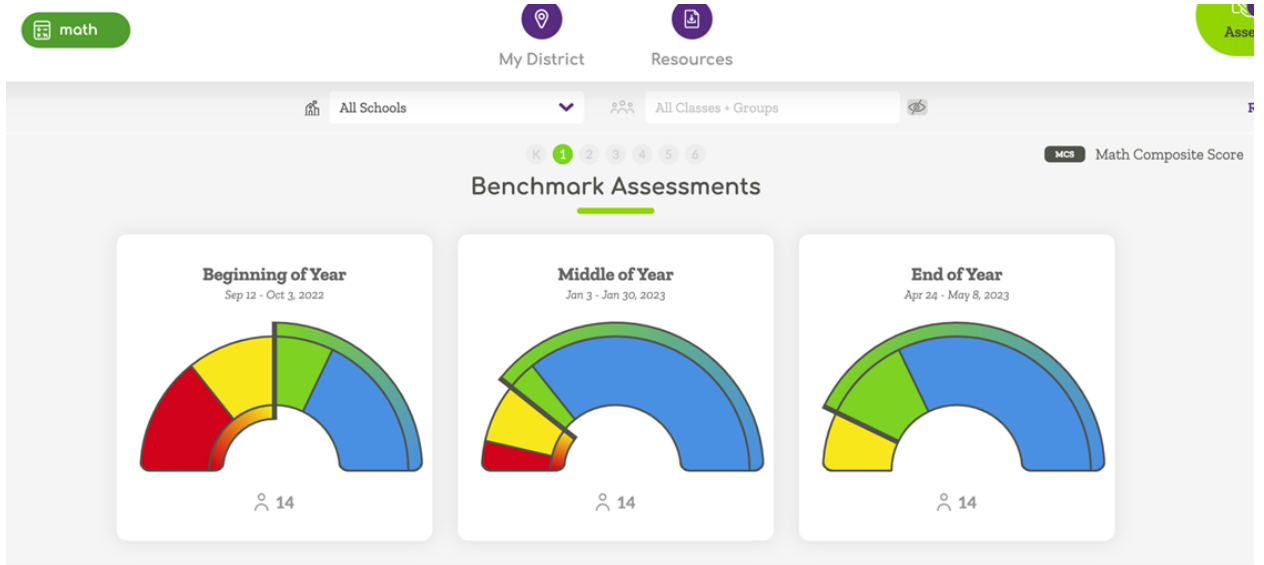 math
My District
Resources
Asse
All Schools
All Classes + Groups
R
K 1 2 3 4 5 6
MCS Math Composite Score
Benchmark Assessments
Beginning of Year
Sep 12 - Oct 3, 2022
14
Middle of Year
Jan 3 - Jan 30, 2023
14
End of Year
Apr 24 - May 8, 2023
14